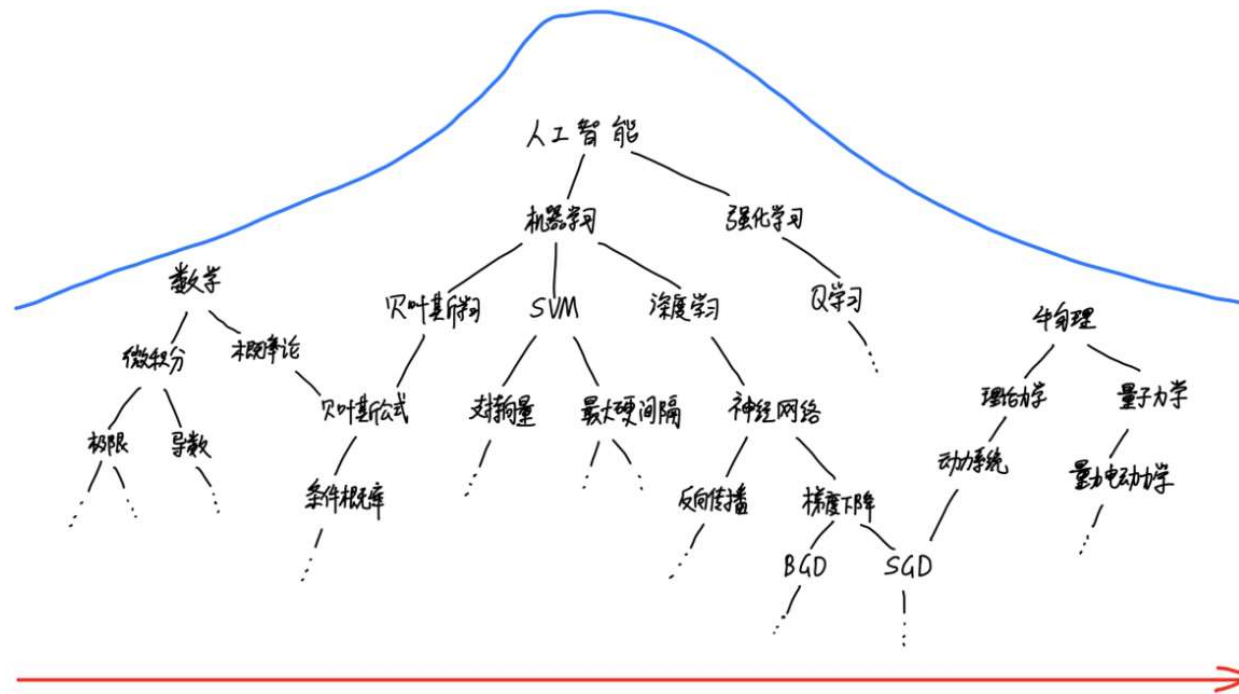 人工智能
机器学习
强化学习
数学
贝叶斯学习
SVM
深度学习
Q学习
物理
微积分
概率论
贝叶斯公式
支持向量
最大硬间隔
神经网络
理论力学
量子力学
极限
导数
动力系统
条件概率
反向传播
梯度下降
量子电动力学
BGD
SGD